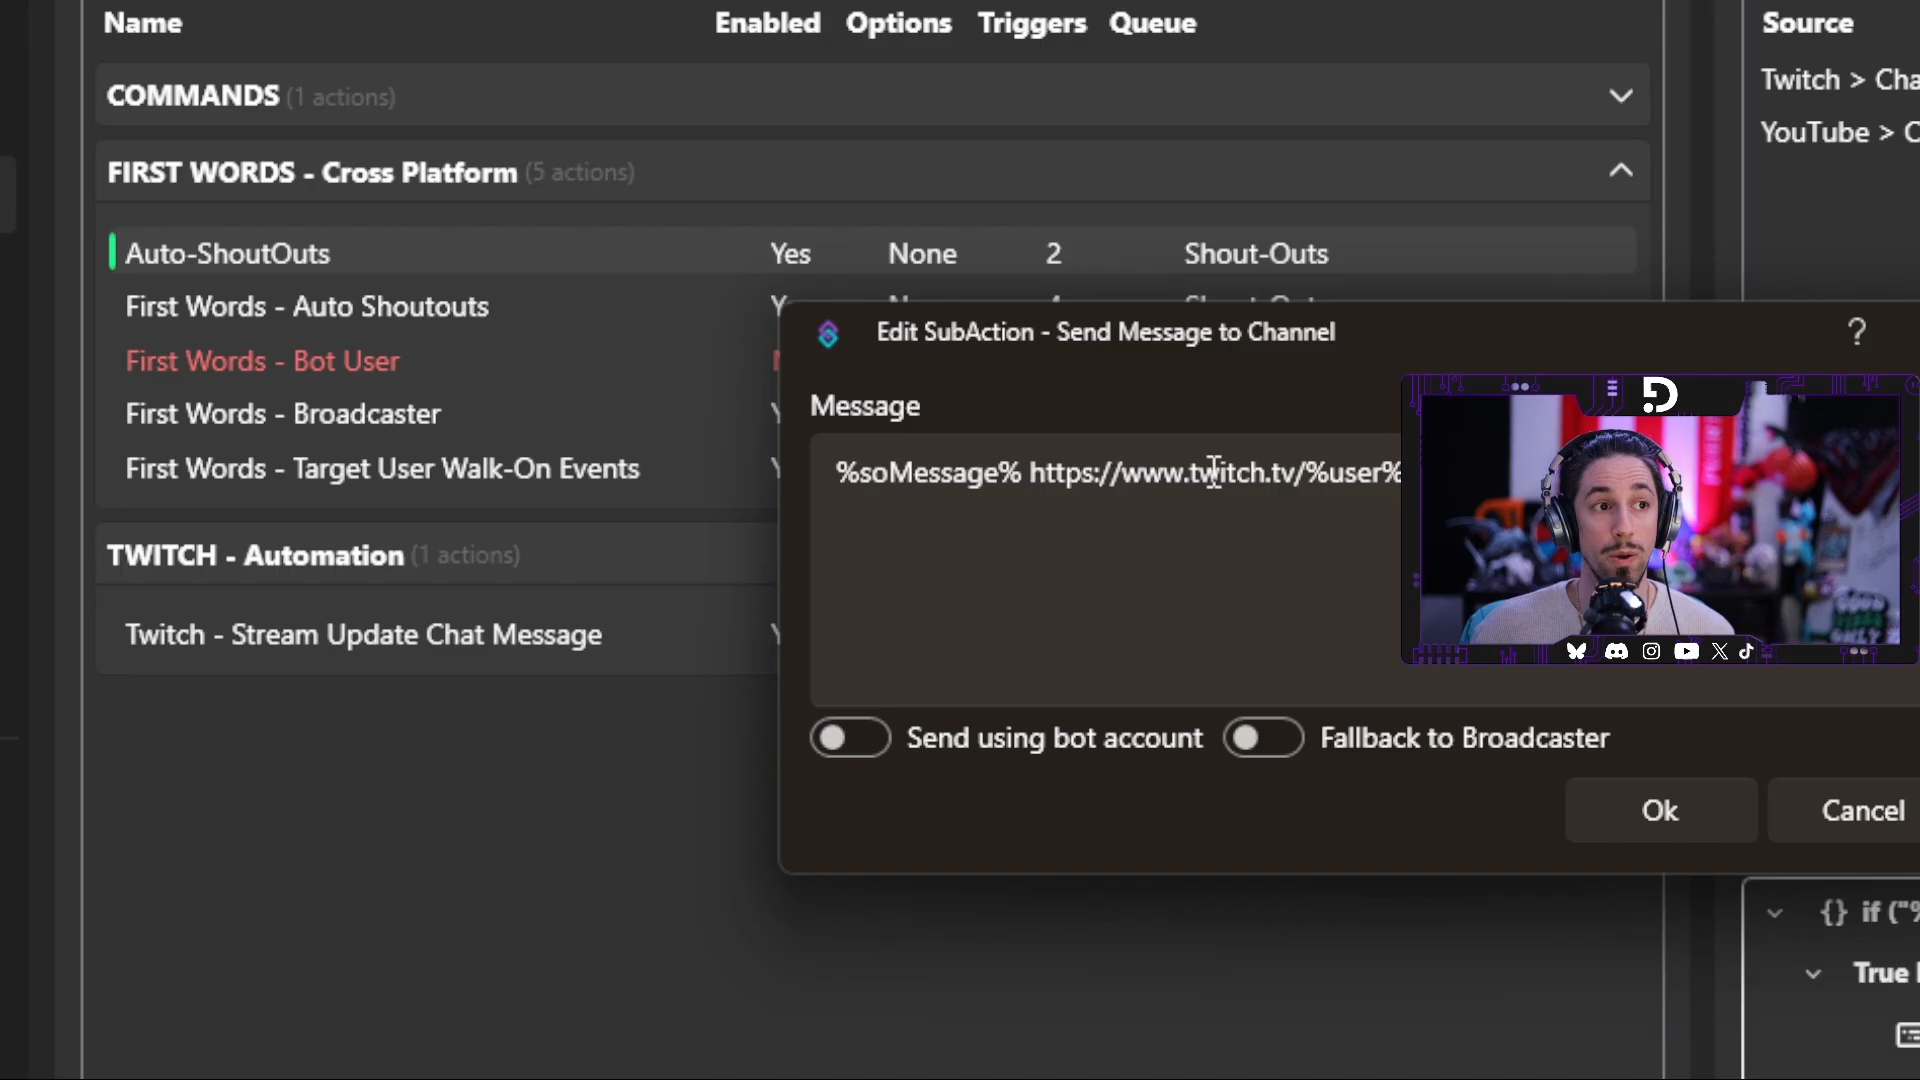 Name Enabled Options Triggers Queue Source
COMMANDS (1 actions)
Twitch > Cha
YouTube > C
FIRST WORDS - Cross Platform (5 actions)
Auto-ShoutOuts Yes None 2 Shout-Outs
First Words - Auto Shoutouts
First Words - Bot User
First Words - Broadcaster
First Words - Target User Walk-On Events
TWITCH - Automation (1 actions)
Twitch - Stream Update Chat Message
Edit SubAction - Send Message to Channel ?
Message
%soMessage% https://www.twitch.tv/%user%
Send using bot account Fallback to Broadcaster
Ok Cancel
{} if ("%
True